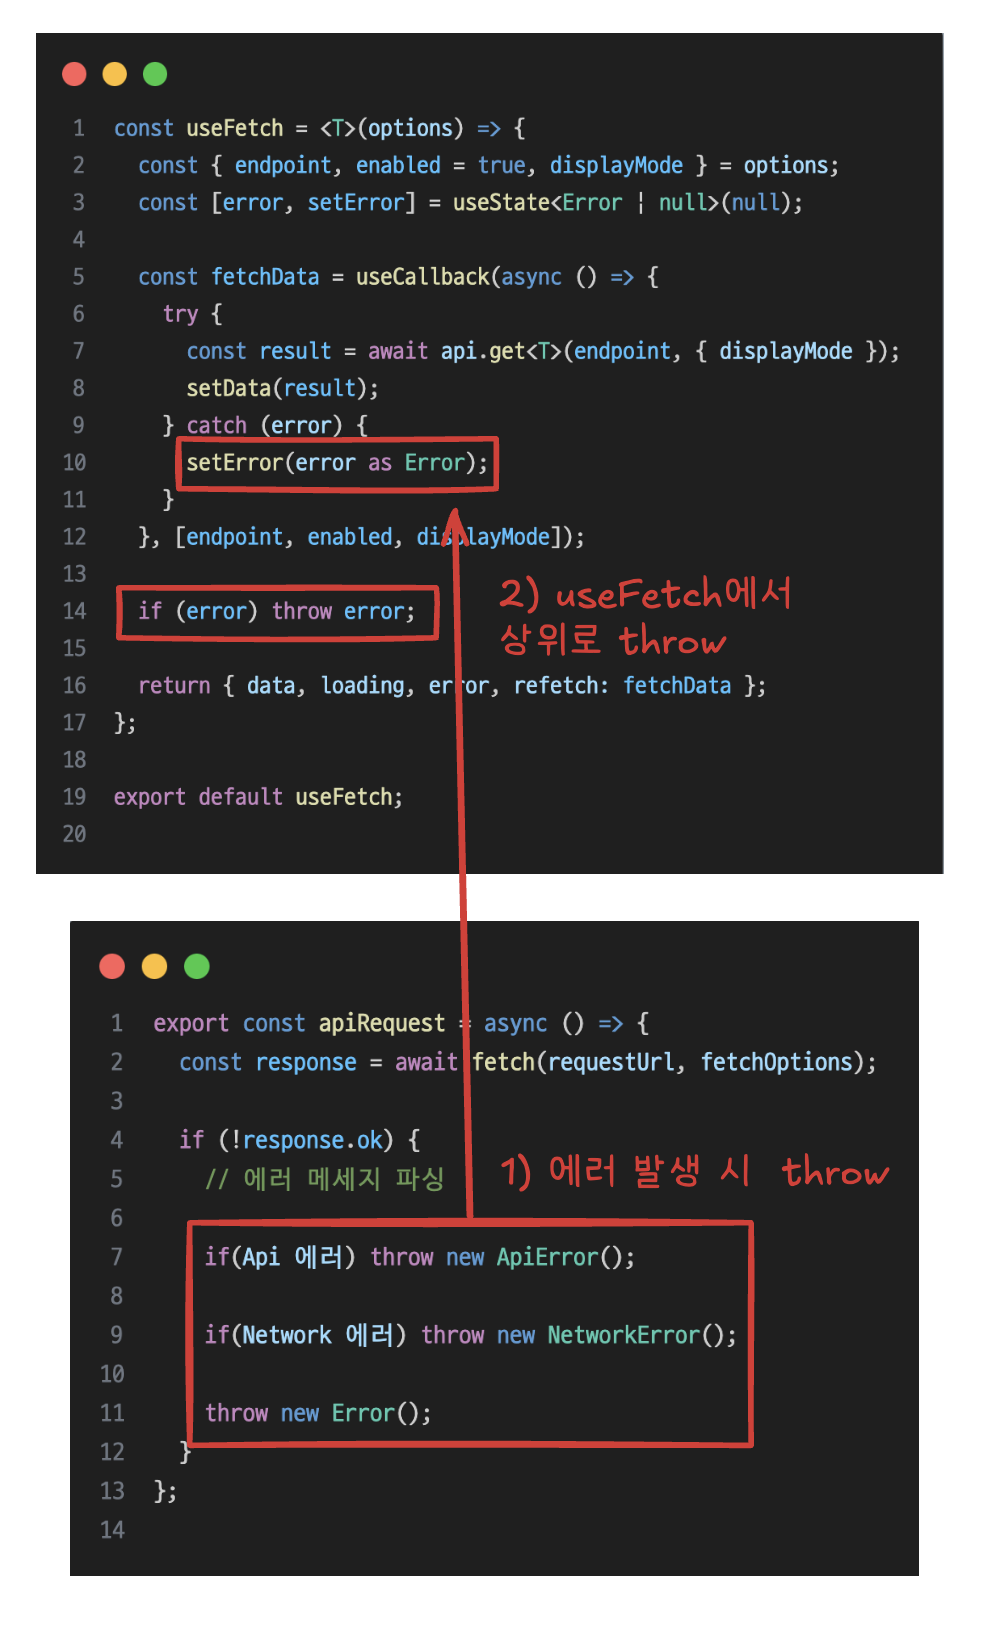 1 const useFetch = <T>(options) => {
2 const { endpoint, enabled = true, displayMode } = options;
3 const [error, setError] = useState<Error | null>(null);
4
5 const fetchData = useCallback(async () => {
6 try {
7 const result = await api.get<T>(endpoint, { displayMode });
8 setData(result);
9 } catch (error) {
10 setError(error as Error);
11 }
12 }, [endpoint, enabled, displayMode]);
13
14 if (error) throw error;
2) useFetch에서
상위로 throw
15
16 return { data, loading, error, refetch: fetchData };
17 };
18
19 export default useFetch;
20
1 export const apiRequest = async () => {
2 const response = await fetch(requestUrl, fetchOptions);
3
4 if (!response.ok) {
5 // 에러 메세지 파싱
1) 에러 발생 시 throw
6
7 if(Api 에러) throw new ApiError();
8
9 if(Network 에러) throw new NetworkError();
10
11 throw new Error();
12 }
13 };
14